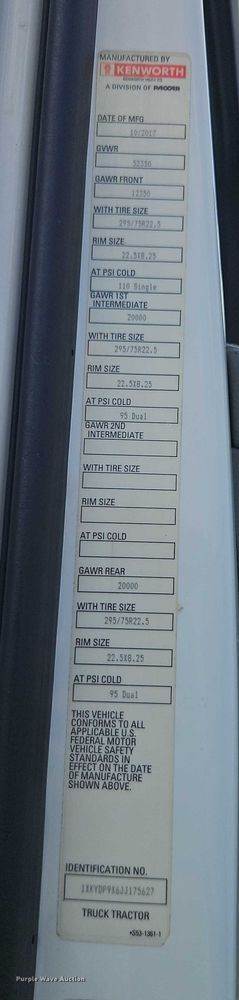 MANUFACTURED BY
KENWORTH
A DIVISION OF PACCAR
DATE OF MFG
10/2017
GVWR
52350
GAWR FRONT
12350
WITH TIRE SIZE
295/75R22.5
RIM SIZE
22.5X8.25
AT PSI COLD
110 Single
GAWR 1ST
INTERMEDIATE
20000
WITH TIRE SIZE
295/75R22.5
RIM SIZE
22.5X8.25
AT PSI COLD
95 Dual
GAWR 2ND
INTERMEDIATE
WITH TIRE SIZE
RIM SIZE
AT PSI COLD
GAWR REAR
20000
WITH TIRE SIZE
295/75R22.5
RIM SIZE
22.5X8.25
AT PSI COLD
95 Dual
THIS VEHICLE
CONFORMS TO ALL
APPLICABLE U.S.
FEDERAL MOTOR
VEHICLE SAFETY
STANDARDS IN
EFFECT ON THE DATE
OF MANUFACTURE
SHOWN ABOVE.
IDENTIFICATION NO.
1XKYDP9X6JJ175627
TRUCK TRACTOR
•S53-1361-1
Purple Wave Auction